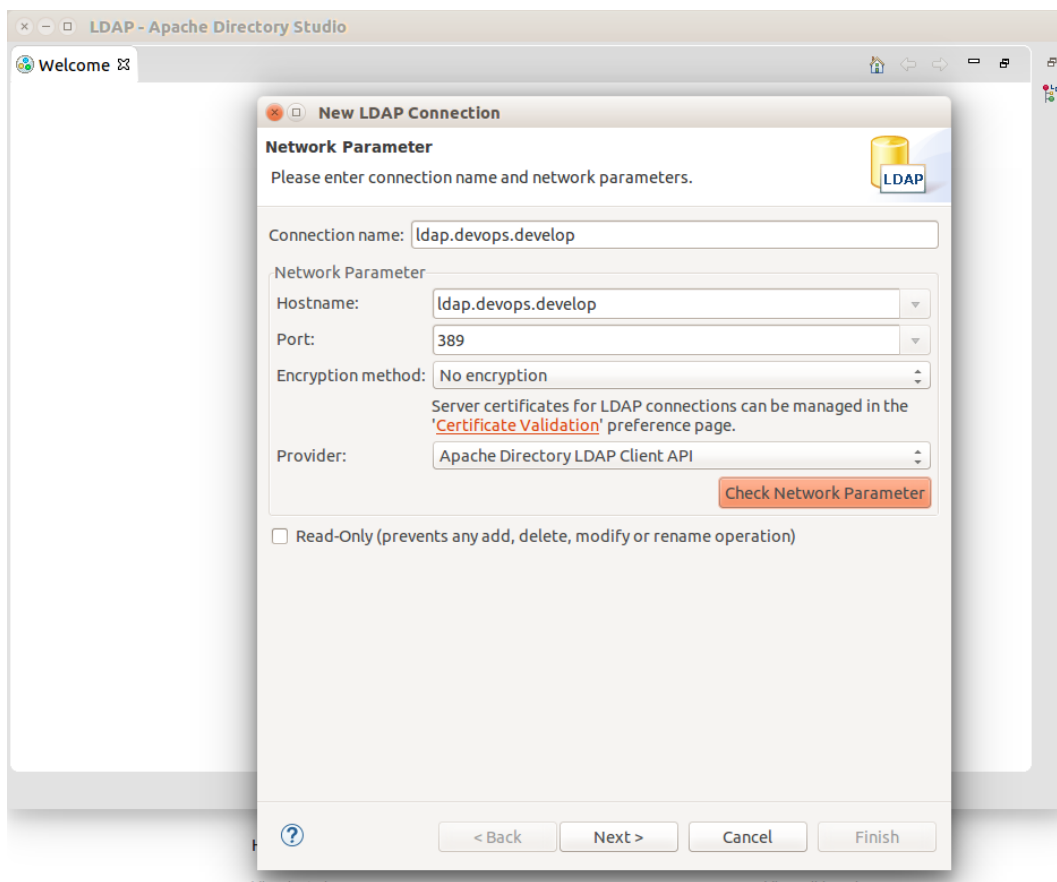 LDAP - Apache Directory Studio
Welcome
New LDAP Connection
Network Parameter
Please enter connection name and network parameters.
LDAP
Connection name: ldap.devops.develop
Network Parameter
Hostname: ldap.devops.develop
Port: 389
Encryption method: No encryption
Server certificates for LDAP connections can be managed in the
'Certificate Validation' preference page.
Provider: Apache Directory LDAP Client API
Check Network Parameter
Read-Only (prevents any add, delete, modify or rename operation)
< Back Next > Cancel Finish